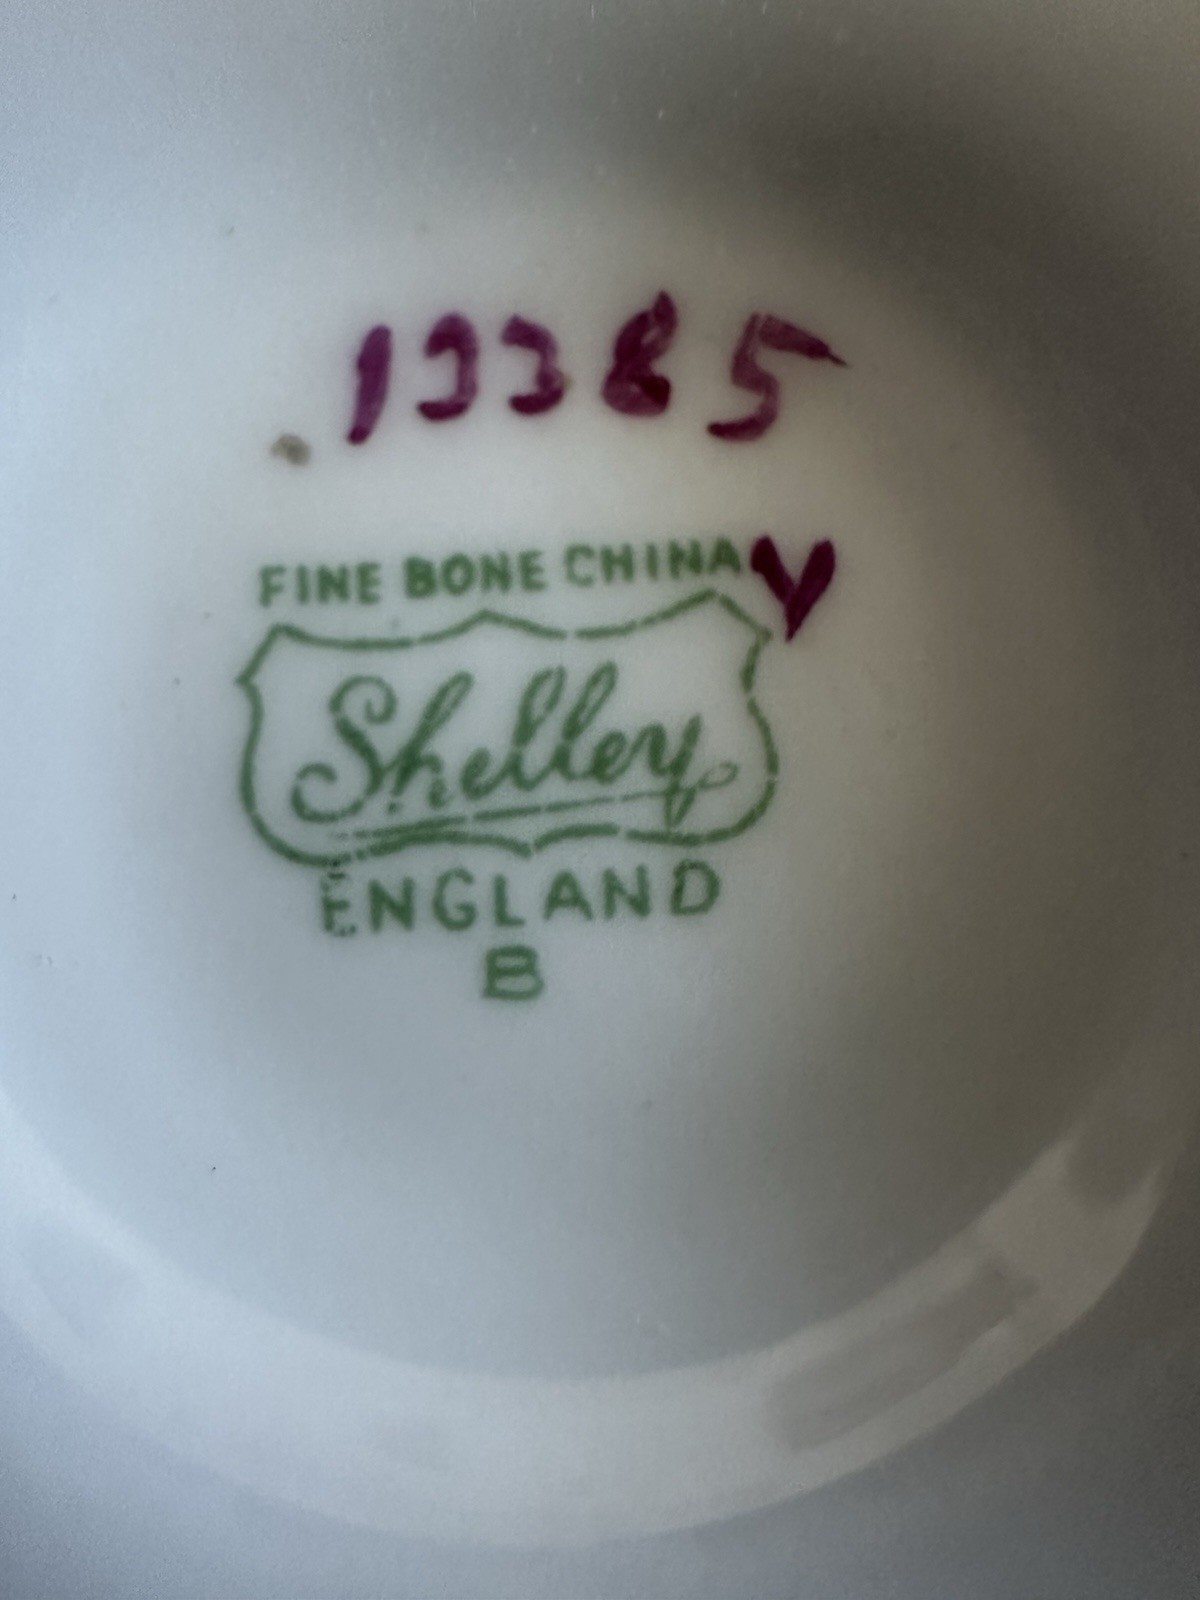 13385
FINE BONE CHINA V
Shelley
ENGLAND
B